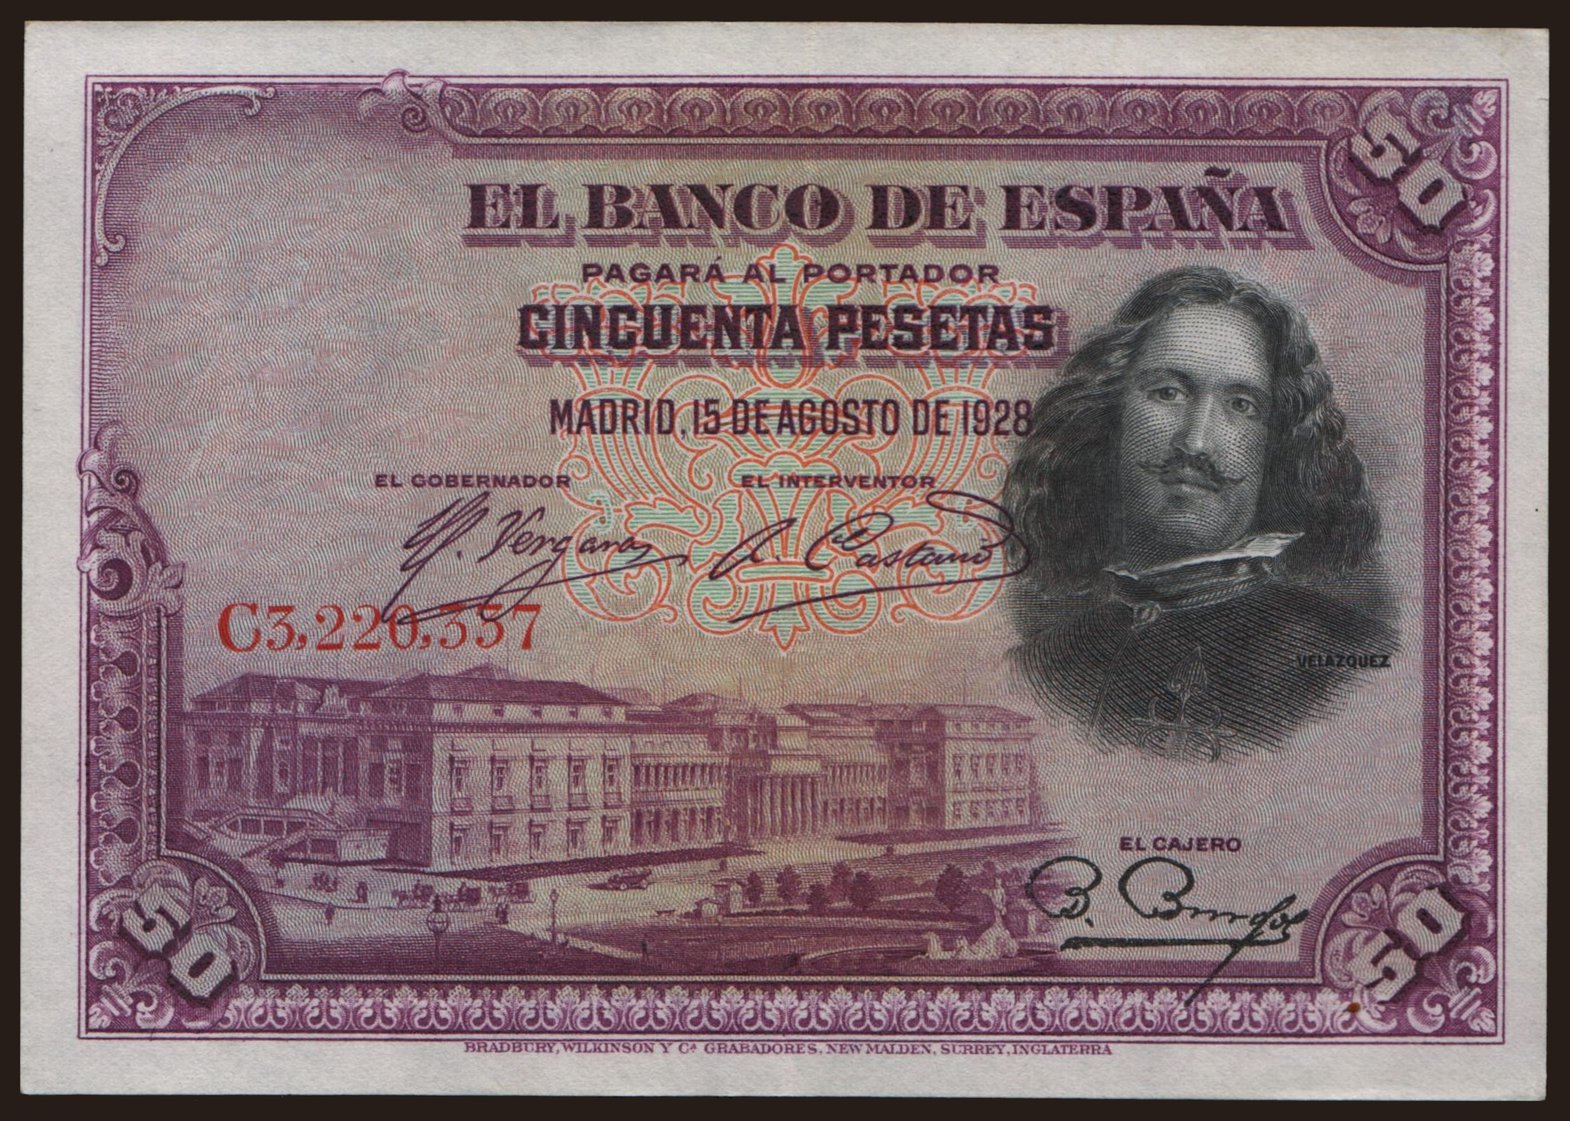 50
EL BANCO DE ESPAÑA
PAGARÁ AL PORTADOR
CINCUENTA PESETAS
MADRID, 15 DE AGOSTO DE 1928
EL GOBERNADOR EL INTERVENTOR
C3,220,337
VELAZQUEZ
EL CAJERO
50 50
BRADBURY, WILKINSON Y Cª GRABADORES, NEW MALDEN, SURREY, INGLATERRA